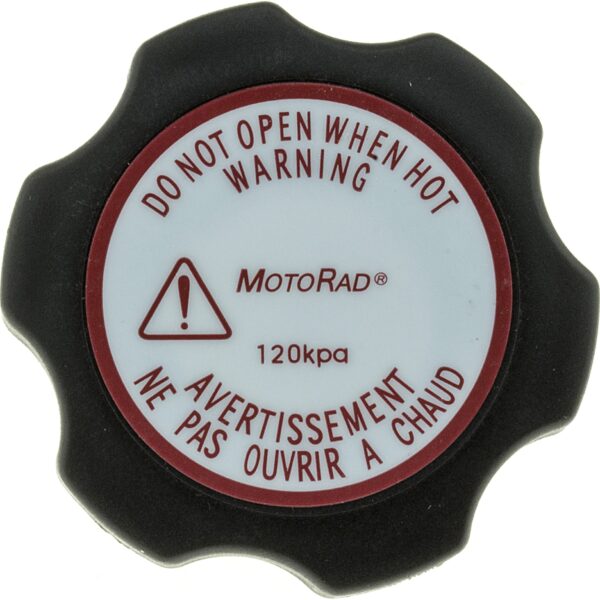 DO NOT OPEN WHEN HOT
WARNING
MOTORAD®
120kpa
AVERTISSEMENT
NE PAS OUVRIR A CHAUD